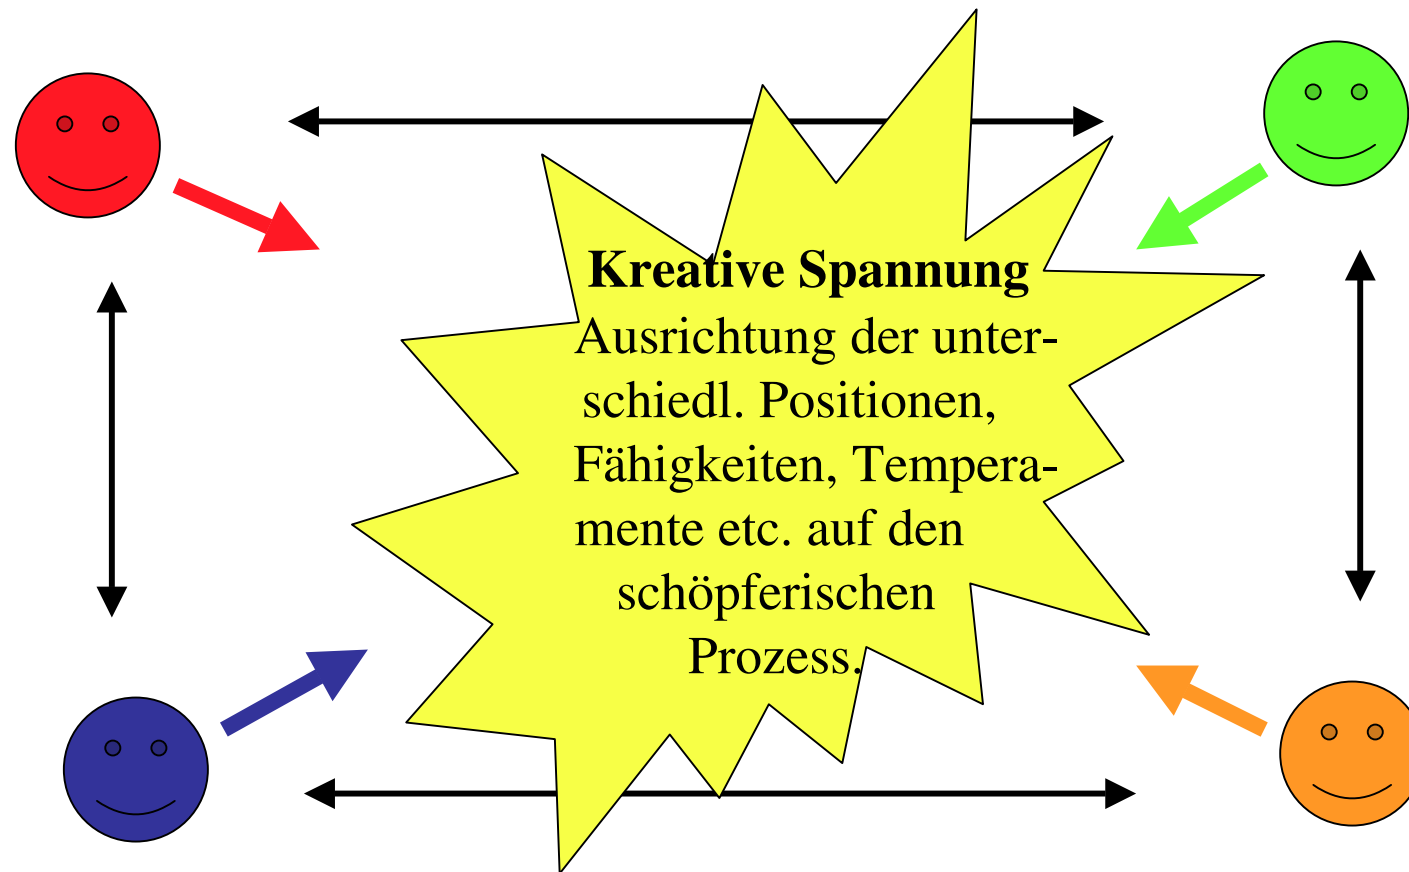 Kreative Spannung
Ausrichtung der unter-
schiedl. Positionen,
Fähigkeiten, Tempera-
mente etc. auf den
schöpferischen
Prozess.